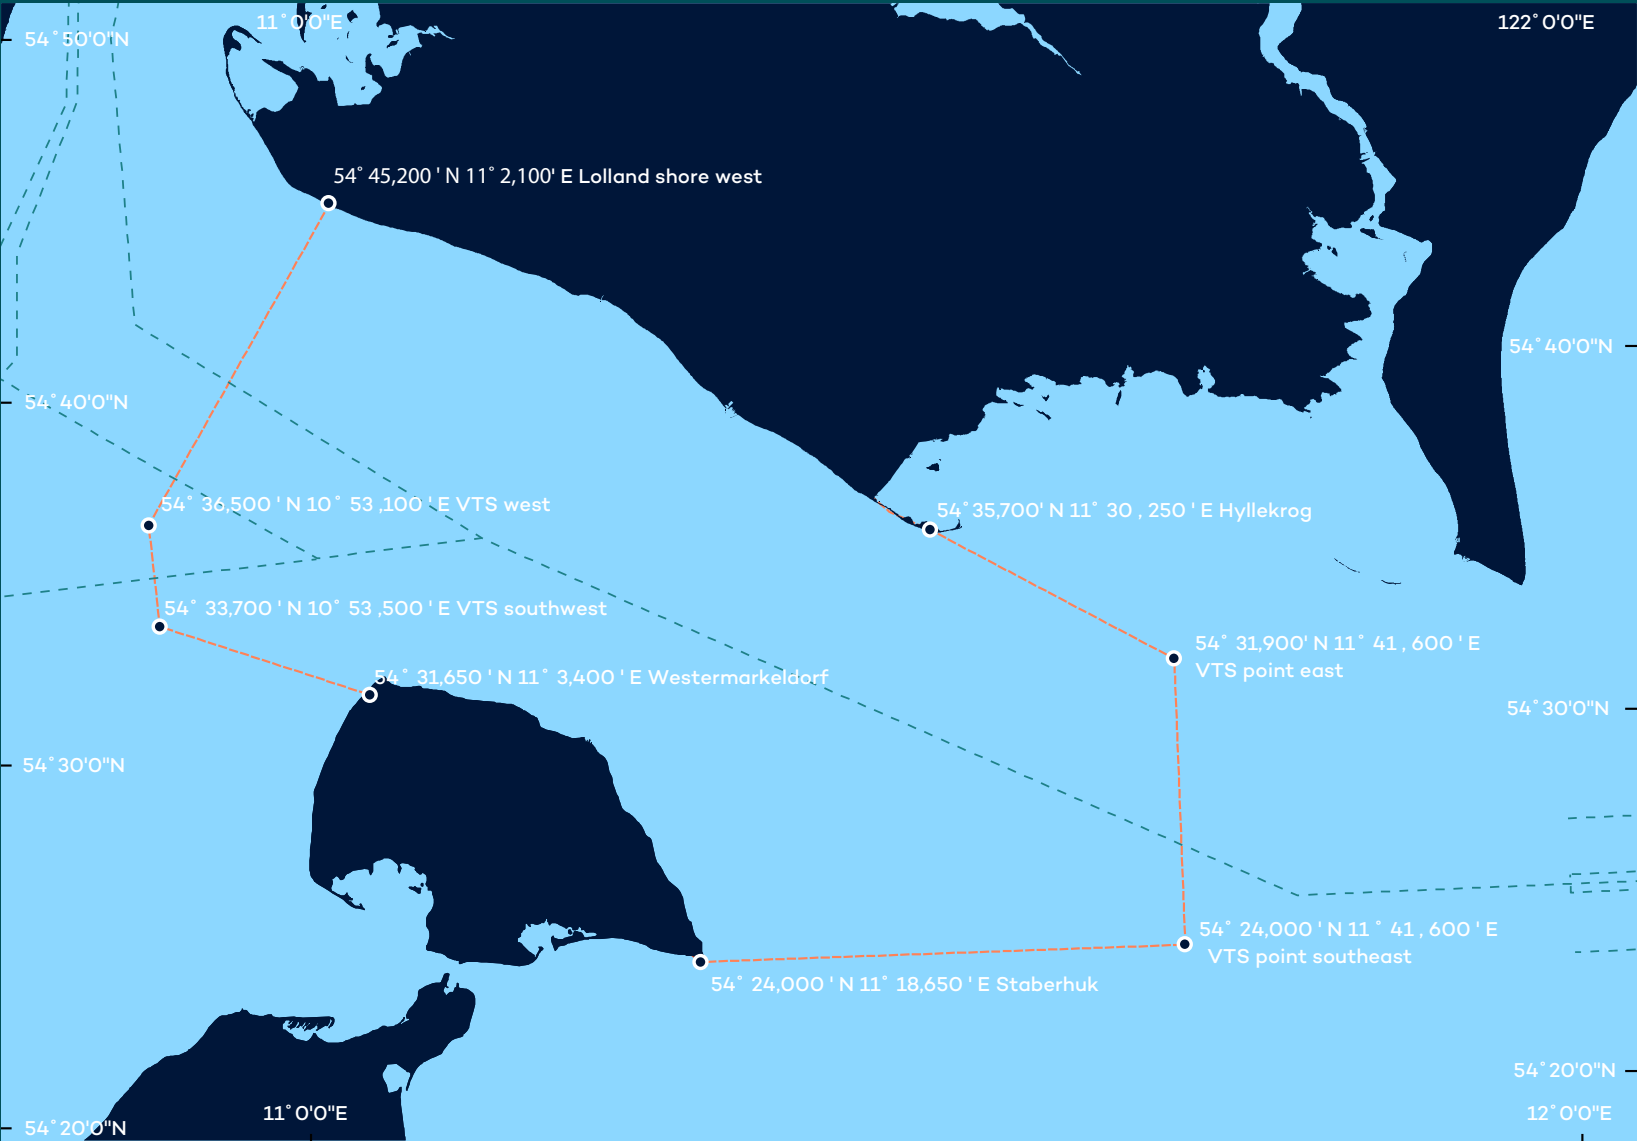 11˚0'0"E
122˚0'0"E
54˚50'0"N
54˚ 45,200 ' N 11˚ 2,100' E Lolland shore west
54˚40'0"N
54˚40'0"N
54˚ 36,500 ' N 10˚ 53 ,100 ' E VTS west
54˚35,700' N 11˚ 30 , 250 ' E Hyllekrog
54˚ 33,700 ' N 10˚ 53 ,500 ' E VTS southwest
54˚ 31,900' N 11˚ 41 , 600 ' E
VTS point east
54˚ 31,650 ' N 11˚ 3,400 ' E Westermarkeldorf
54˚30'0"N
54˚30'0"N
54˚ 24,000 ' N 11 ˚ 41 , 600 ' E
VTS point southeast
54˚ 24,000 ' N 11˚ 18,650 ' E Staberhuk
54˚20'0"N
11˚0'0"E
12˚0'0"E
54˚20'0"N